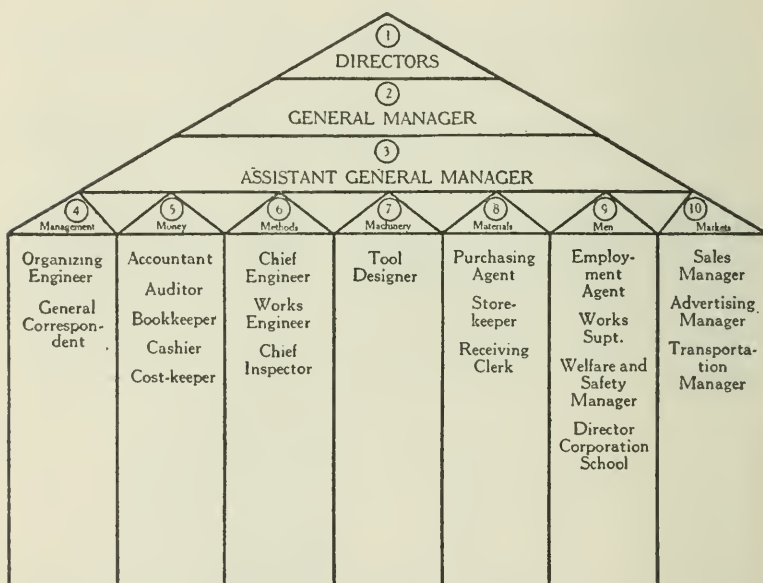 1
DIRECTORS
2
GENERAL MANAGER
3
ASSISTANT GENERAL MANAGER
4
Management
Organizing
Engineer
General
Correspon-
dent
5
Money
Accountant
Auditor
Bookkeeper
Cashier
Cost-keeper
6
Methods
Chief
Engineer
Works
Engineer
Chief
Inspector
7
Machinery
Tool
Designer
8
Materials
Purchasing
Agent
Store-
keeper
Receiving
Clerk
9
Men
Employ-
ment
Agent
Works
Supt.
Welfare and
Safety
Manager
Director
Corporation
School
10
Markets
Sales
Manager
Advertising
Manager
Transporta-
tion
Manager